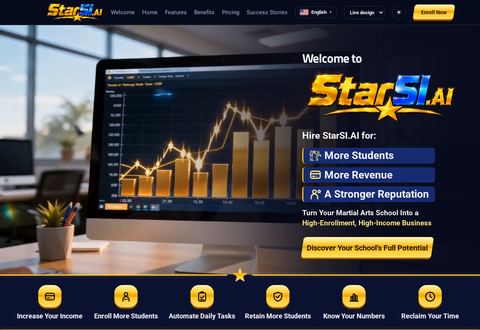 StarSI.AI
Welcome
Home
Features
Benefits
Pricing
Success Stories
English
Live design
Enroll Now
Welcome to
StarSI.AI
Hire StarSI.AI for:
More Students
More Revenue
A Stronger Reputation
Turn Your Martial Arts School Into a
High-Enrollment, High-Income Business
Discover Your School's Full Potential
Increase Your Income
Enroll More Students
Automate Daily Tasks
Retain More Students
Know Your Numbers
Reclaim Your Time